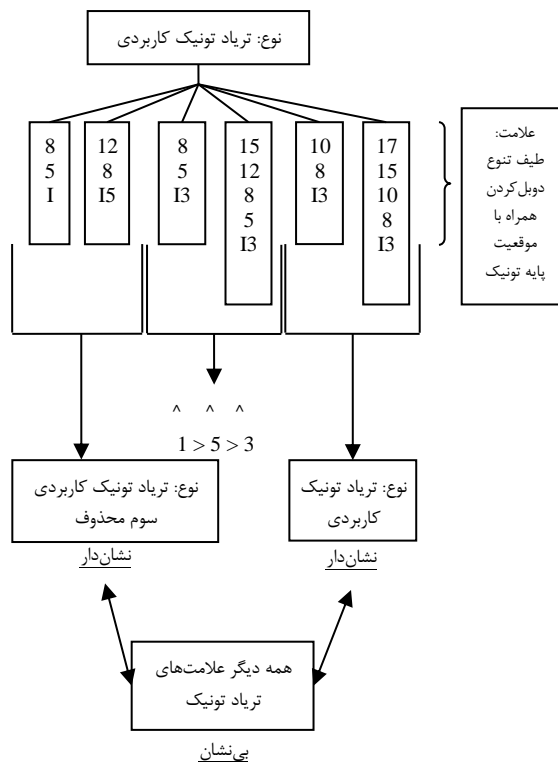 نوع: تریاد تونیک کاربردی
8
5
I
12
8
I5
8
5
I3
15
12
8
5
I3
10
8
I3
17
15
10
8
I3
علامت:
طیف تنوع
دوبل‌کردن
همراه با
موقعیت
پایه تونیک
^ ^ ^
1 > 5 > 3
نوع: تریاد تونیک کاربردی
سوم محذوف
نشان‌دار
نوع: تریاد تونیک
کاربردی
نشان‌دار
همه دیگر علامت‌های
تریاد تونیک
بی‌نشان